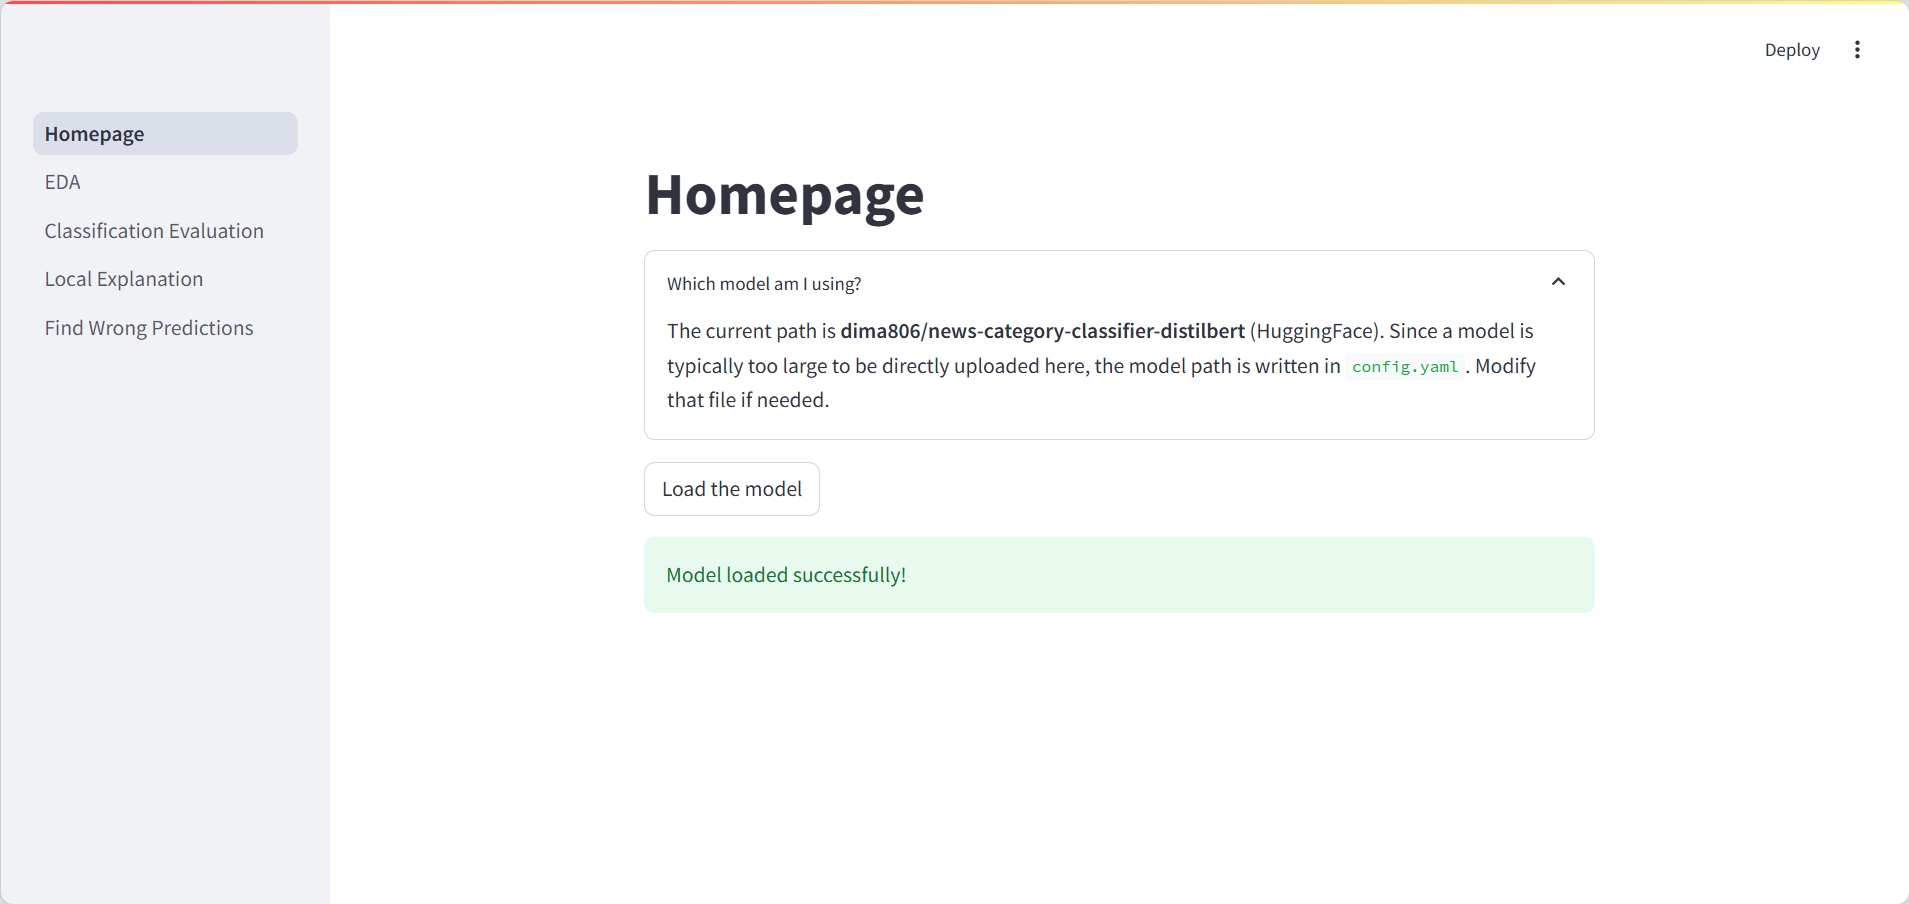 Deploy
Homepage
EDA
Classification Evaluation
Local Explanation
Find Wrong Predictions
Homepage
Which model am I using?
The current path is dima806/news-category-classifier-distilbert (HuggingFace). Since a model is
typically too large to be directly uploaded here, the model path is written in config.yaml . Modify
that file if needed.
Load the model
Model loaded successfully!